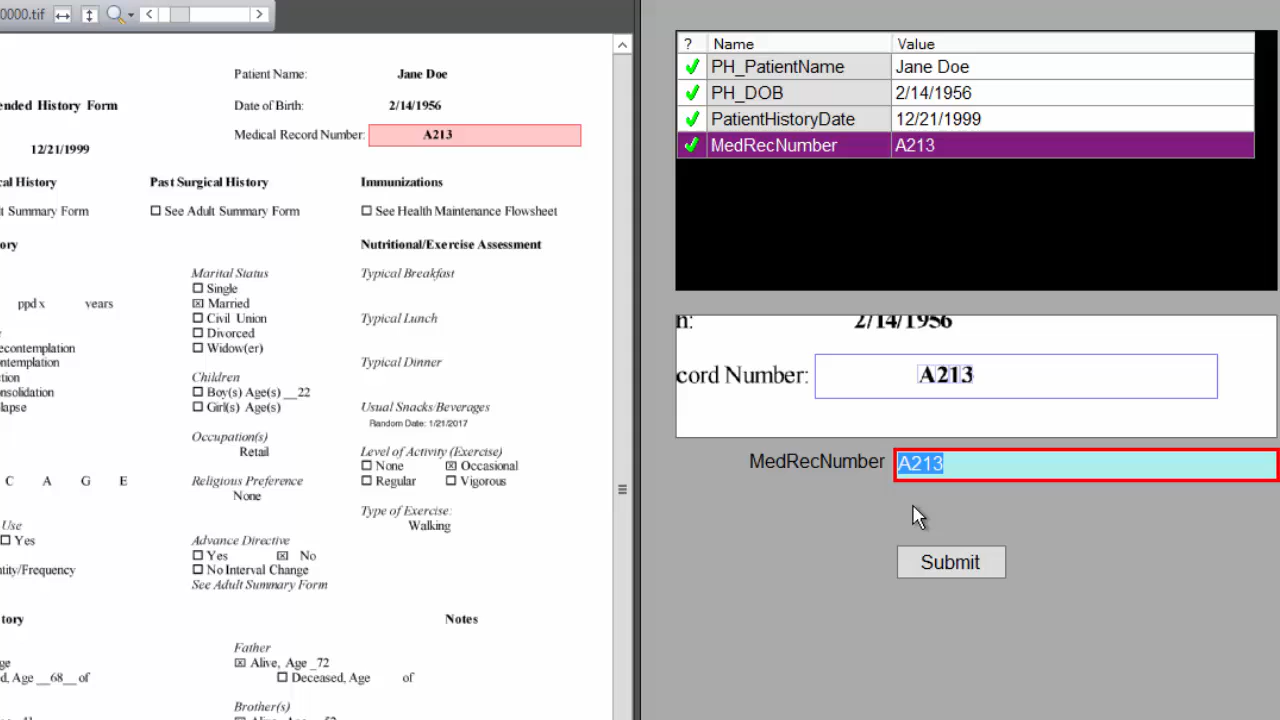 0000.tif
Patient Name: Jane Doe
ended History Form Date of Birth: 2/14/1956
Medical Record Number: A213
12/21/1999
al History Past Surgical History Immunizations
t Summary Form ☐ See Adult Summary Form ☐ See Health Maintenance Flowsheet
ory Nutritional/Exercise Assessment
Marital Status Typical Breakfast
☐ Single
ppd x years ☒ Married
☐ Civil Union Typical Lunch
☐ Divorced
econtemplation ☐ Widow(er)
ntemplation Typical Dinner
tion Children
nsolidation ☐ Boy(s) Age(s) __22
lapse ☐ Girl(s) Age(s) Usual Snacks/Beverages
Random Date: 1/21/2017
Occupation(s) Level of Activity (Exercise)
Retail ☐ None ☒ Occasional
C A G E Religious Preference ☐ Regular ☐ Vigorous
None
Type of Exercise:
Use Walking
☐ Yes Advance Directive
☐ Yes ☒ No
ntity/Frequency ☐ No Interval Change
See Adult Summary Form
tory Notes
Father
ge ☒ Alive, Age _72
d, Age __68__ of ☐ Deceased, Age of
Brother(s)
? Name Value
✓ PH_PatientName Jane Doe
✓ PH_DOB 2/14/1956
✓ PatientHistoryDate 12/21/1999
✓ MedRecNumber A213
h: 2/14/1956
cord Number: A213
MedRecNumber A213
Submit